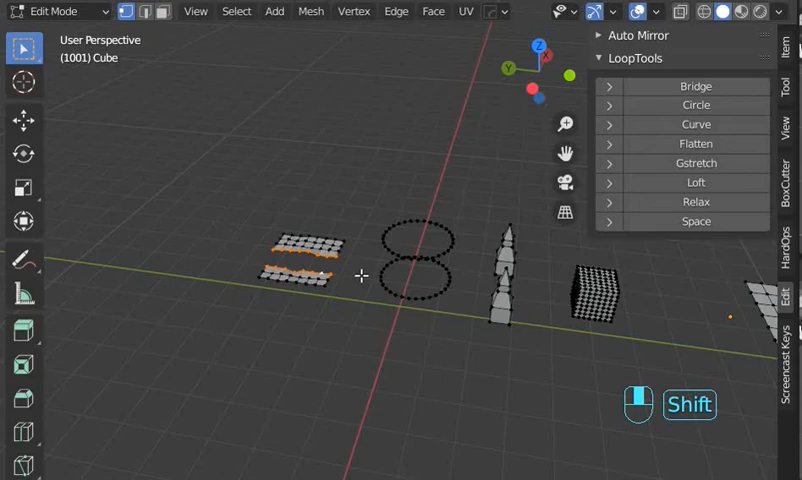 Edit Mode View Select Add Mesh Vertex Edge Face UV
User Perspective
(1001) Cube
Z
X
Y
Auto Mirror
LoopTools
Bridge
Circle
Curve
Flatten
Gstretch
Loft
Relax
Space
Item
Tool
View
BoxCutter
HardOps
Edit
Screencast Keys
Shift